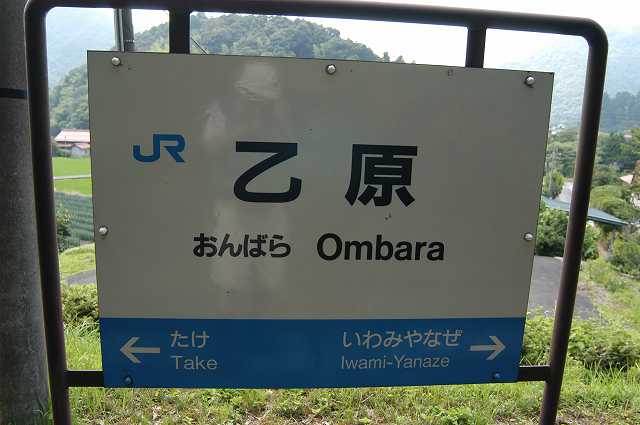 JR 乙原
おんばら Ombara
← たけ いわみやなぜ →
Take Iwami-Yanaze